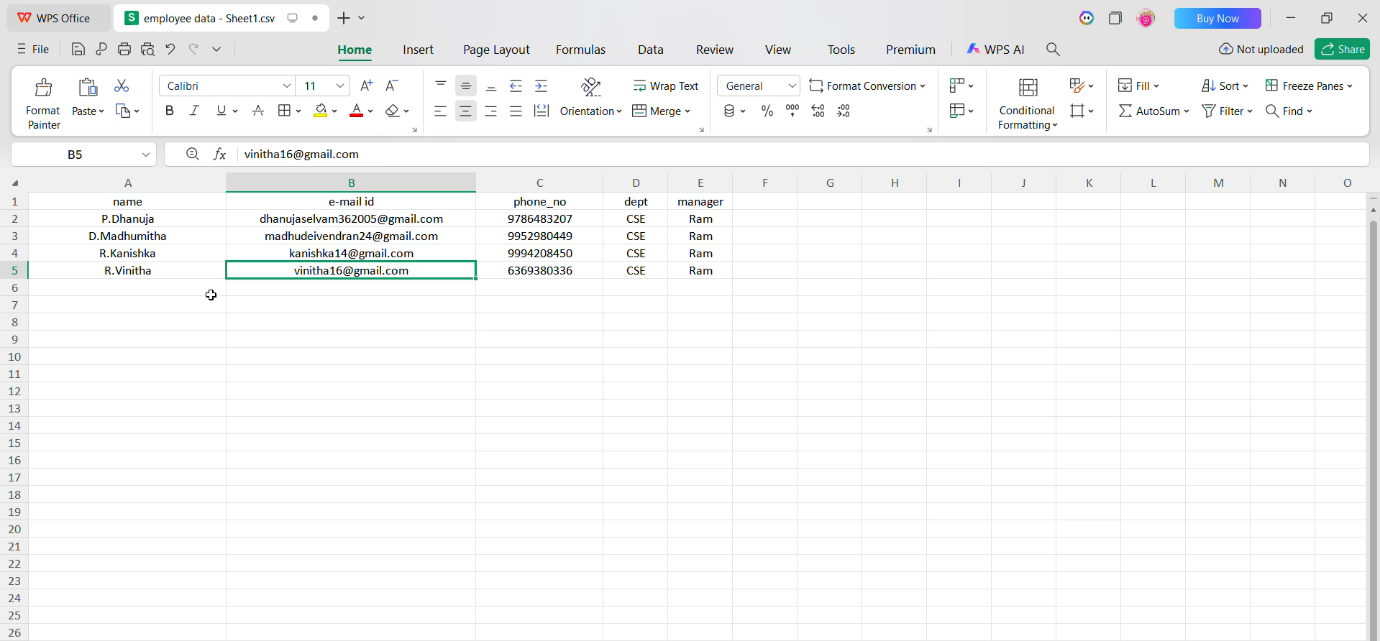 WPS Office employee data - Sheet1.csv Buy Now
File Home Insert Page Layout Formulas Data Review View Tools Premium WPS AI Not uploaded Share
Calibri 11 Wrap Text General Format Conversion Fill Sort Freeze Panes
Format Painter Paste B I U A Orientation Merge % 000 Conditional Formatting AutoSum Filter Find
B5 fx vinitha16@gmail.com
A B C D E F G H I J K L M N O
1 name e-mail id phone_no dept manager
2 P.Dhanuja dhanujaselvam362005@gmail.com 9786483207 CSE Ram
3 D.Madhumitha madhudeivendran24@gmail.com 9952980449 CSE Ram
4 R.Kanishka kanishka14@gmail.com 9994208450 CSE Ram
5 R.Vinitha vinitha16@gmail.com 6369380336 CSE Ram
6
7
8
9
10
11
12
13
14
15
16
17
18
19
20
21
22
23
24
25
26